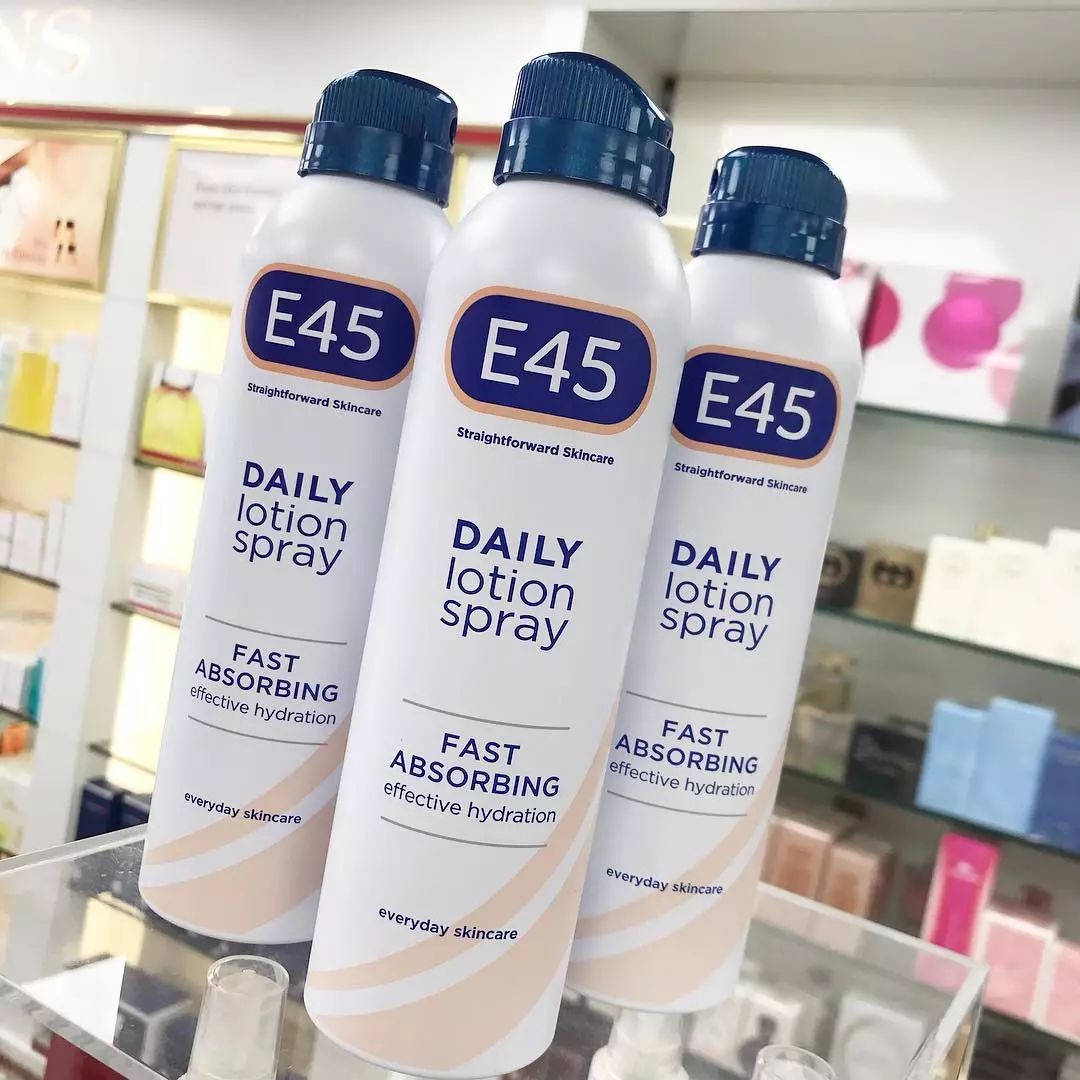 NS
E45
Straightforward Skincare
DAILY
lotion
spray
FAST
ABSORBING
effective hydration
everyday skincare
E45
Straightforward Skincare
DAILY
lotion
spray
FAST
ABSORBING
effective hydration
everyday skincare
E45
Straightforward Skincare
DAILY
lotion
spray
FAST
ABSORBING
effective hydration
everyday skincare